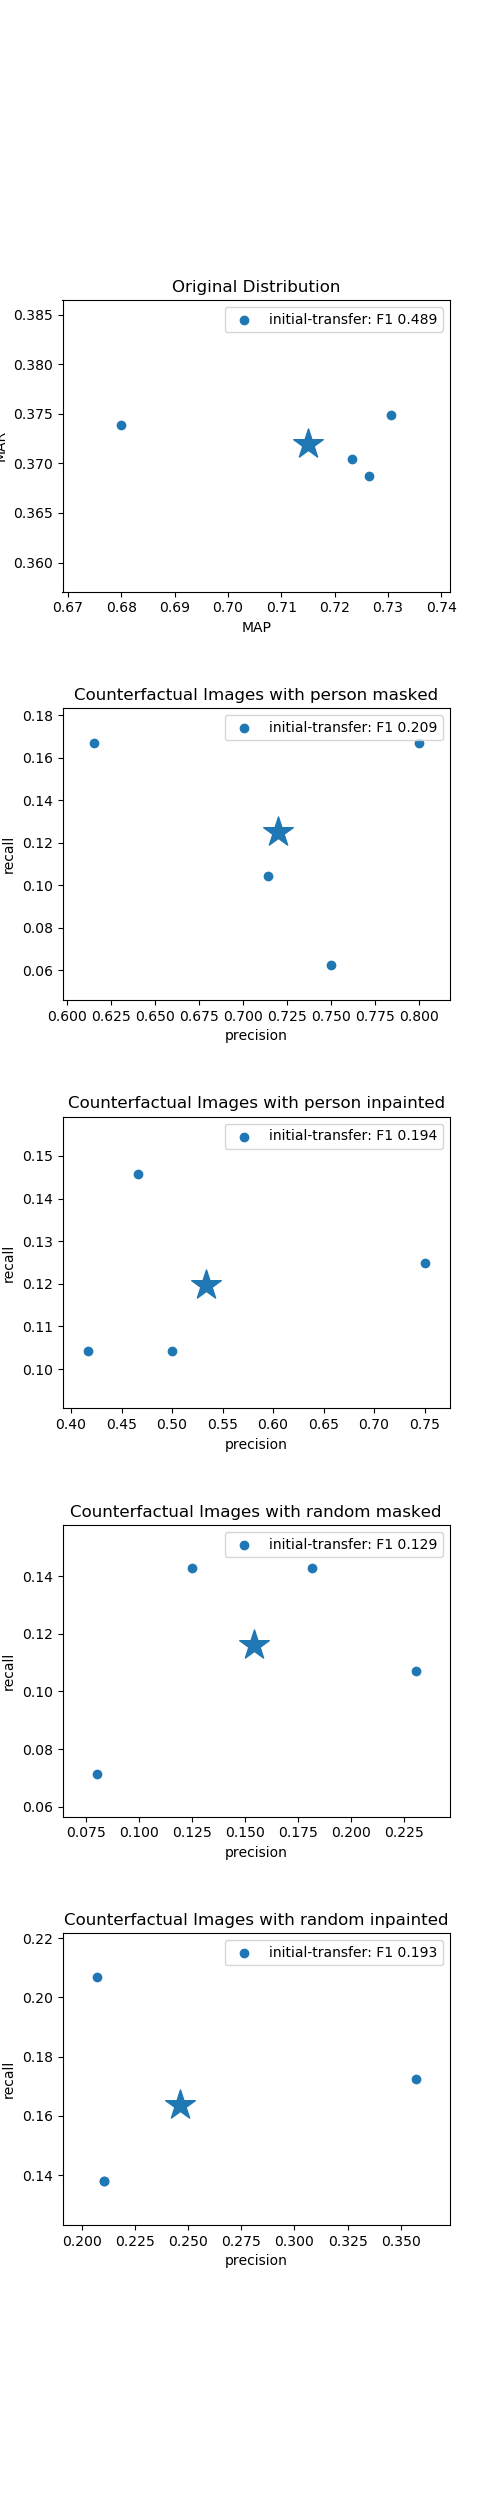 Original Distribution
initial-transfer: F1 0.489
0.385
0.380
0.375
0.370
0.365
0.360
MAR
0.67 0.68 0.69 0.70 0.71 0.72 0.73 0.74
MAP
Counterfactual Images with person masked
initial-transfer: F1 0.209
0.18
0.16
0.14
0.12
0.10
0.08
0.06
recall
0.600 0.625 0.650 0.675 0.700 0.725 0.750 0.775 0.800
precision
Counterfactual Images with person inpainted
initial-transfer: F1 0.194
0.15
0.14
0.13
0.12
0.11
0.10
recall
0.40 0.45 0.50 0.55 0.60 0.65 0.70 0.75
precision
Counterfactual Images with random masked
initial-transfer: F1 0.129
0.14
0.12
0.10
0.08
0.06
recall
0.075 0.100 0.125 0.150 0.175 0.200 0.225
precision
Counterfactual Images with random inpainted
initial-transfer: F1 0.193
0.22
0.20
0.18
0.16
0.14
recall
0.200 0.225 0.250 0.275 0.300 0.325 0.350
precision